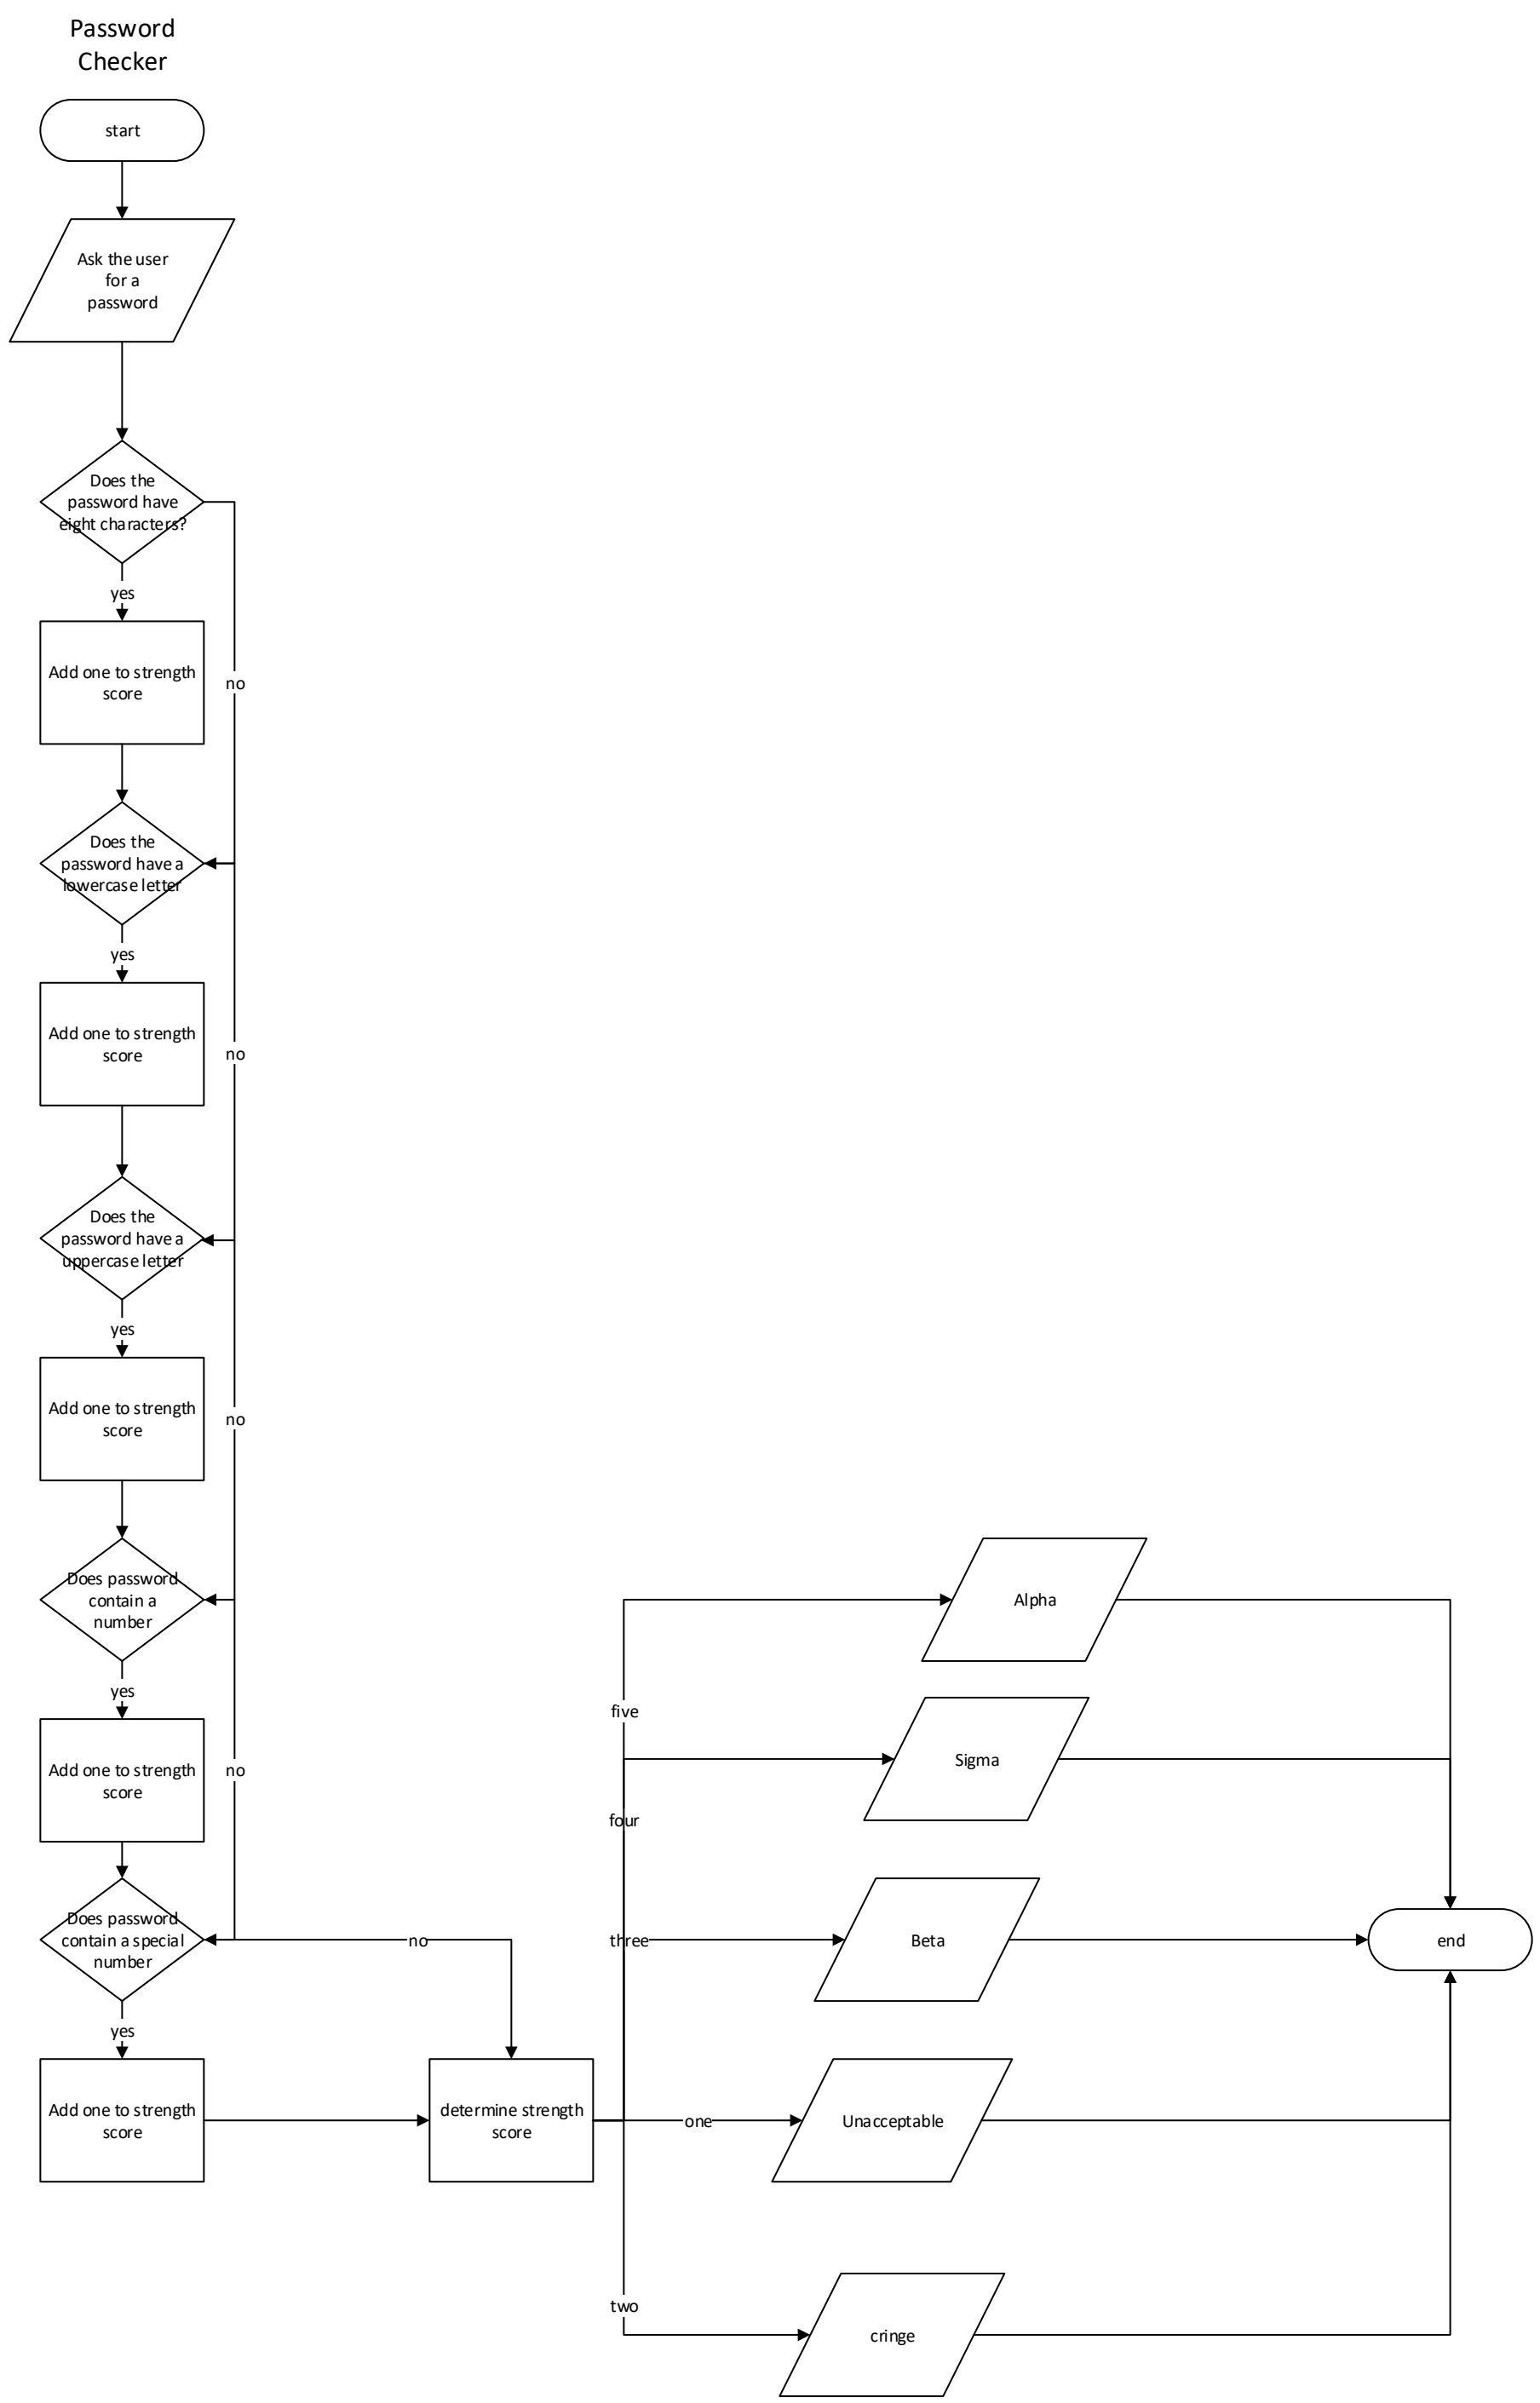 Password
Checker
start
Ask the user
for a
password
Does the
password have
eight characters?
yes
Add one to strength
score
no
Does the
password have a
lowercase letter
yes
Add one to strength
score
no
Does the
password have a
uppercase letter
yes
Add one to strength
score
no
Does password
contain a
number
yes
Add one to strength
score
no
Does password
contain a special
number
no
yes
Add one to strength
score
determine strength
score
five
Alpha
four
Sigma
three
Beta
one
Unacceptable
two
cringe
end